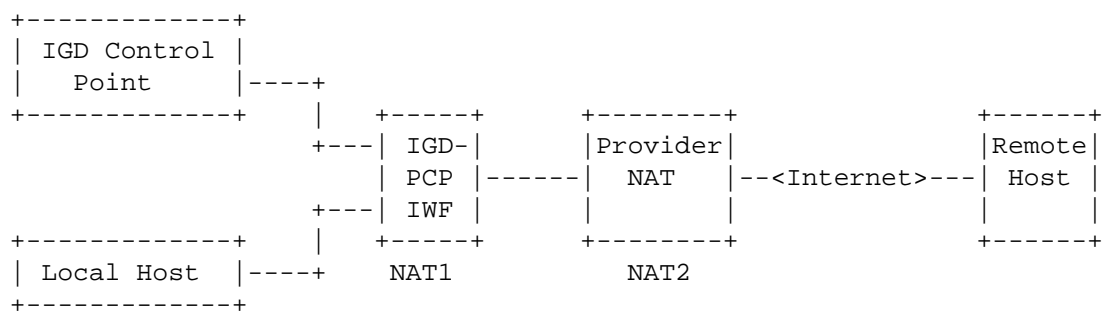 IGD Control
Point
IGD-
PCP
IWF
Provider
NAT
--<Internet>---
Remote
Host
Local Host
NAT1
NAT2